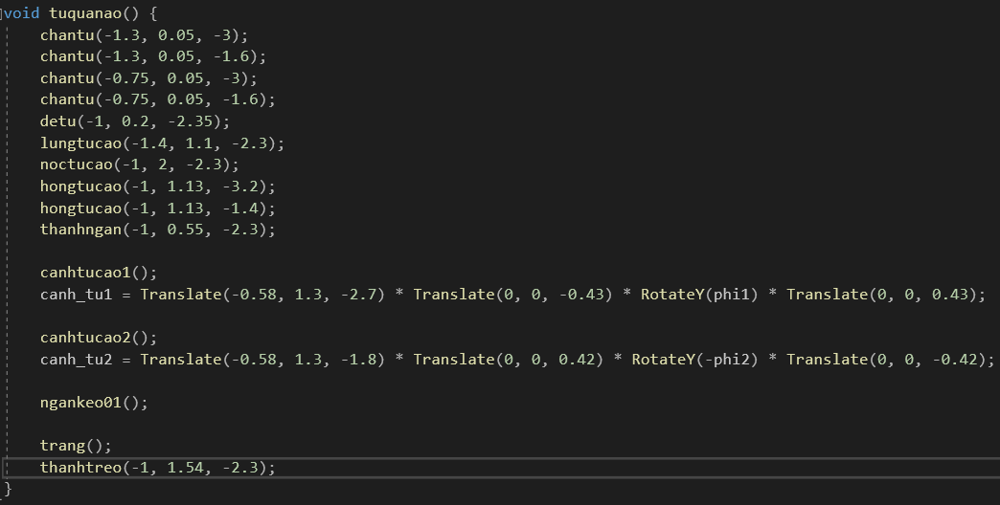 void tuquanao() {
chantu(-1.3, 0.05, -3);
chantu(-1.3, 0.05, -1.6);
chantu(-0.75, 0.05, -3);
chantu(-0.75, 0.05, -1.6);
detu(-1, 0.2, -2.35);
lungtucao(-1.4, 1.1, -2.3);
noctucao(-1, 2, -2.3);
hongtucao(-1, 1.13, -3.2);
hongtucao(-1, 1.13, -1.4);
thanhngan(-1, 0.55, -2.3);
canhtucao1();
canh_tu1 = Translate(-0.58, 1.3, -2.7) * Translate(0, 0, -0.43) * RotateY(phi1) * Translate(0, 0, 0.43);
canhtucao2();
canh_tu2 = Translate(-0.58, 1.3, -1.8) * Translate(0, 0, 0.42) * RotateY(-phi2) * Translate(0, 0, -0.42);
ngankeo01();
trang();
thanhtreo(-1, 1.54, -2.3);
}